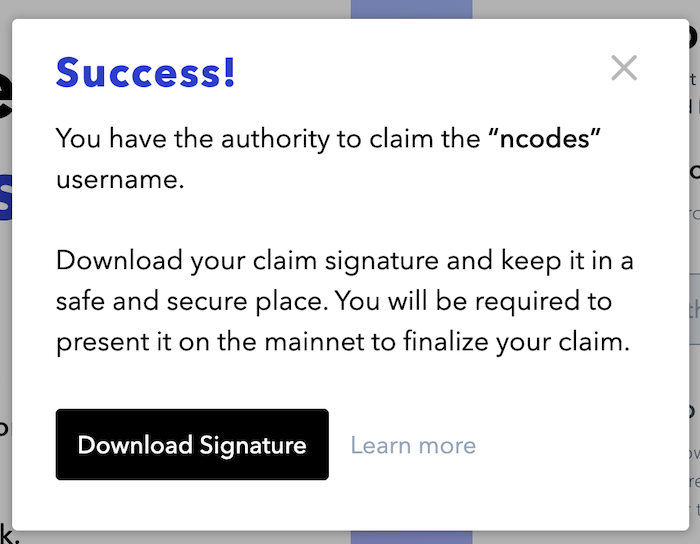 Success!
You have the authority to claim the “ncodes”
username.
Download your claim signature and keep it in a
safe and secure place. You will be required to
present it on the mainnet to finalize your claim.
Download Signature
Learn more
k.